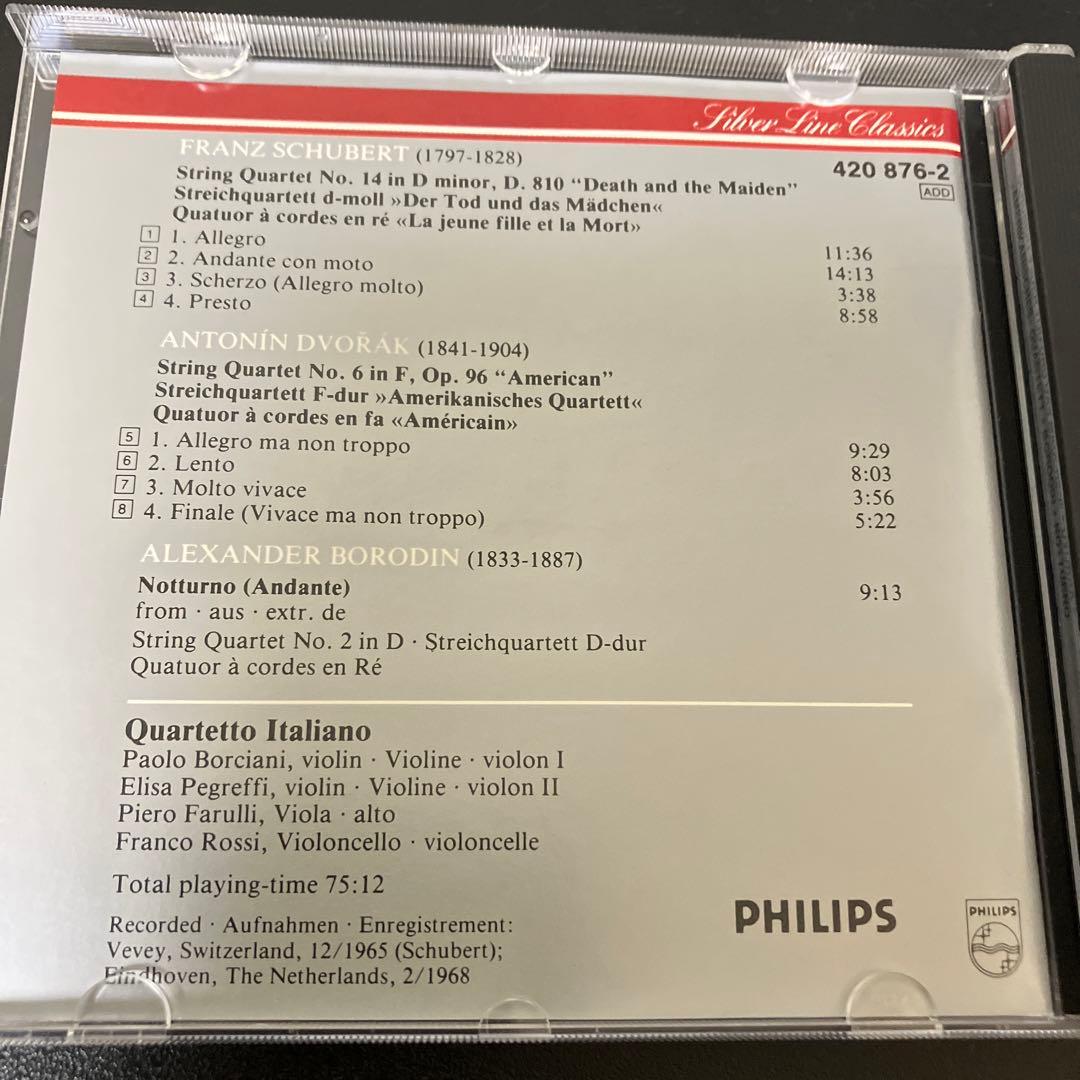 Silver Line Classics
FRANZ SCHUBERT (1797-1828)
420 876-2
ADD
String Quartet No. 14 in D minor, D. 810 “Death and the Maiden”
Streichquartett d-moll »Der Tod und das Mädchen«
Quatuor à cordes en ré «La jeune fille et la Mort»
1 1. Allegro 11:36
2 2. Andante con moto 14:13
3 3. Scherzo (Allegro molto) 3:38
4 4. Presto 8:58
ANTONÍN DVOŘÁK (1841-1904)
String Quartet No. 6 in F, Op. 96 “American”
Streichquartett F-dur »Amerikanisches Quartett«
Quatuor à cordes en fa «Américain»
5 1. Allegro ma non troppo 9:29
6 2. Lento 8:03
7 3. Molto vivace 3:56
8 4. Finale (Vivace ma non troppo) 5:22
ALEXANDER BORODIN (1833-1887)
Notturno (Andante) 9:13
from · aus · extr. de
String Quartet No. 2 in D · Streichquartett D-dur
Quatuor à cordes en Ré
Quartetto Italiano
Paolo Borciani, violin · Violine · violon I
Elisa Pegreffi, violin · Violine · violon II
Piero Farulli, Viola · alto
Franco Rossi, Violoncello · violoncelle
Total playing-time 75:12
Recorded · Aufnahmen · Enregistrement:
Vevey, Switzerland, 12/1965 (Schubert);
Eindhoven, The Netherlands, 2/1968
PHILIPS
PHILIPS